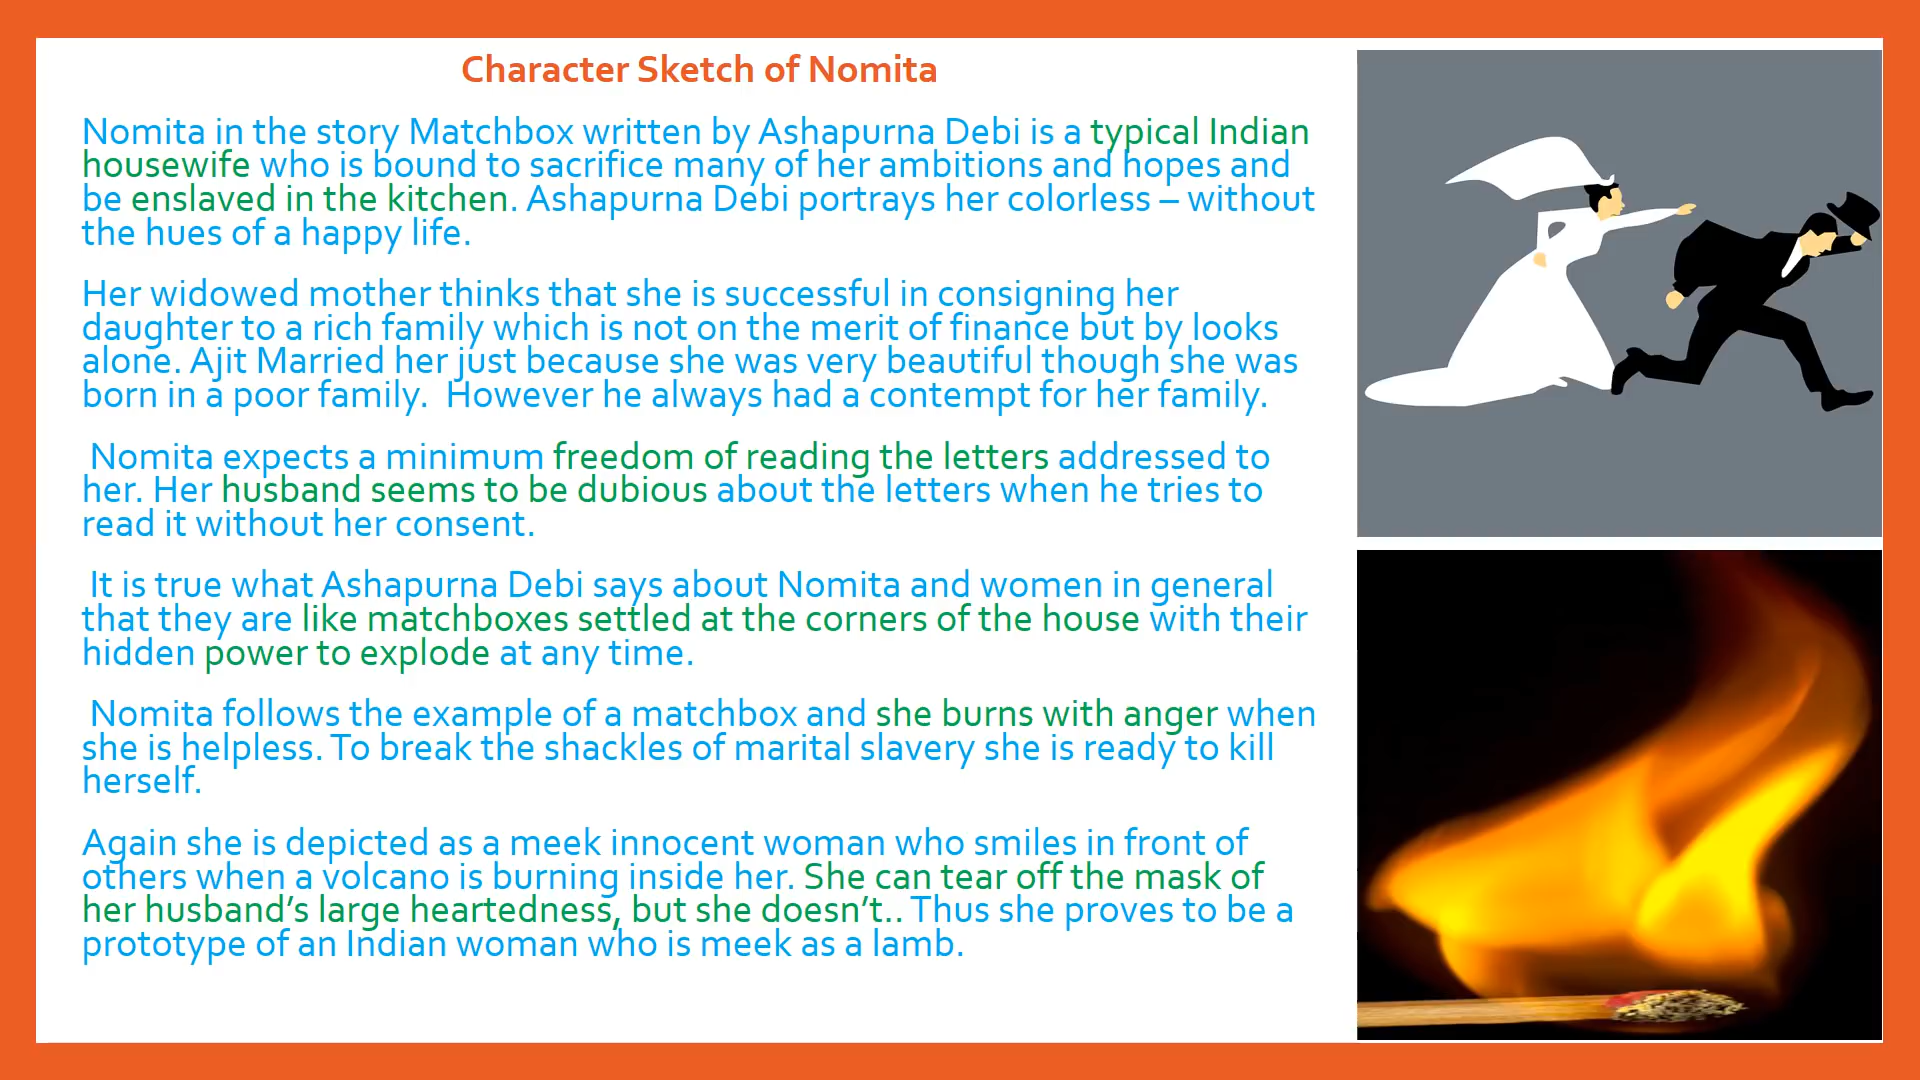 Character Sketch of Nomita
Nomita in the story Matchbox written by Ashapurna Debi is a typical Indian
housewife who is bound to sacrifice many of her ambitions and hopes and
be enslaved in the kitchen. Ashapurna Debi portrays her colorless – without
the hues of a happy life.
Her widowed mother thinks that she is successful in consigning her
daughter to a rich family which is not on the merit of finance but by looks
alone. Ajit Married her just because she was very beautiful though she was
born in a poor family.  However he always had a contempt for her family.
Nomita expects a minimum freedom of reading the letters addressed to
her. Her husband seems to be dubious about the letters when he tries to
read it without her consent.
It is true what Ashapurna Debi says about Nomita and women in general
that they are like matchboxes settled at the corners of the house with their
hidden power to explode at any time.
Nomita follows the example of a matchbox and she burns with anger when
she is helpless. To break the shackles of marital slavery she is ready to kill
herself.
Again she is depicted as a meek innocent woman who smiles in front of
others when a volcano is burning inside her. She can tear off the mask of
her husband’s large heartedness, but she doesn’t.. Thus she proves to be a
prototype of an Indian woman who is meek as a lamb.